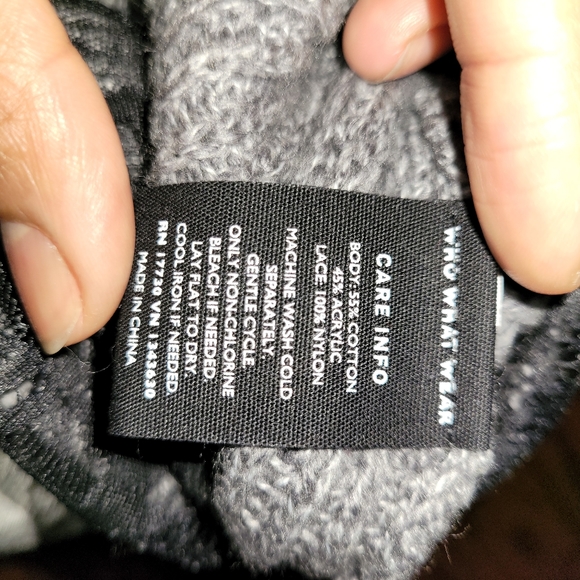 WHO WHAT WEAR
CARE INFO
BODY: 55% COTTON
45% ACRYLIC
LACE: 100% NYLON
MACHINE WASH COLD
SEPARATELY.
GENTLE CYCLE
ONLY NON-CHLORINE
BLEACH IF NEEDED.
LAY FLAT TO DRY.
COOL IRON IF NEEDED.
RN 17730 VN 1143630
MADE IN CHINA